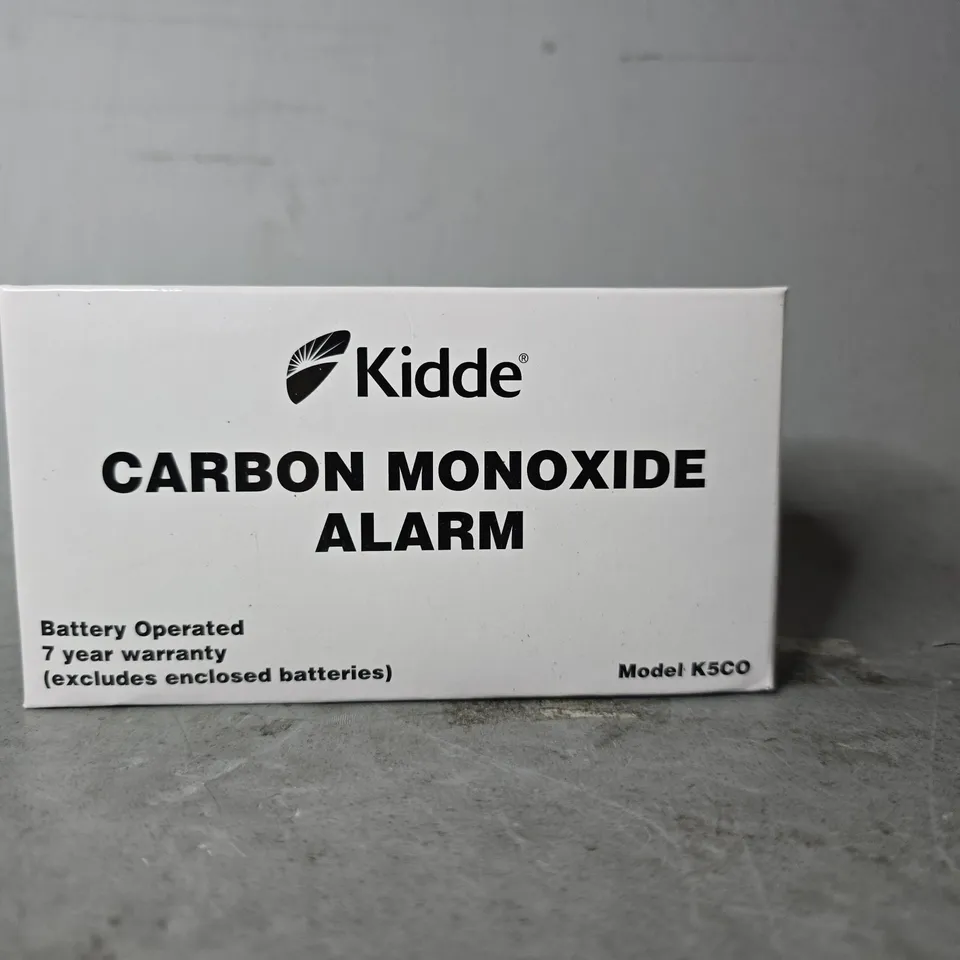 Kidde®
CARBON MONOXIDE
ALARM
Battery Operated
7 year warranty
(excludes enclosed batteries)
Model K5CO